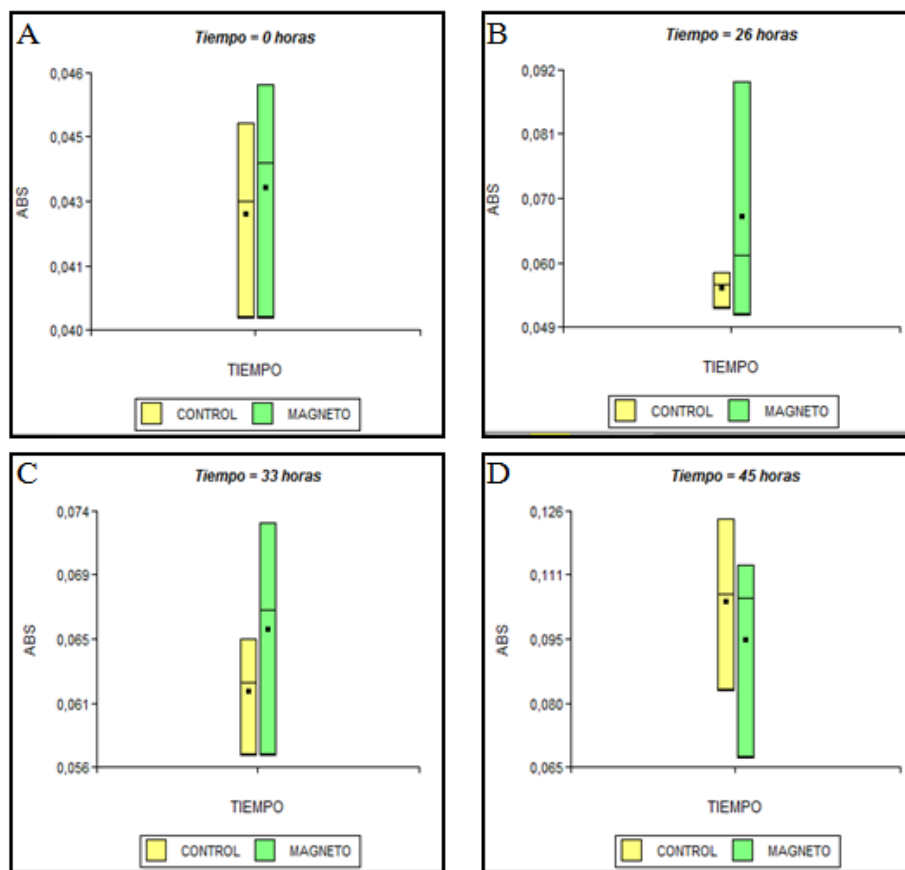 A
Tiempo = 0 horas
0,046
0,045
0,043
0,041
0,040
ABS
TIEMPO
CONTROL MAGNETO
B
Tiempo = 26 horas
0,092
0,081
0,070
0,060
0,049
ABS
TIEMPO
CONTROL MAGNETO
C
Tiempo = 33 horas
0,074
0,069
0,065
0,061
0,056
ABS
TIEMPO
CONTROL MAGNETO
D
Tiempo = 45 horas
0,126
0,111
0,095
0,080
0,065
ABS
TIEMPO
CONTROL MAGNETO